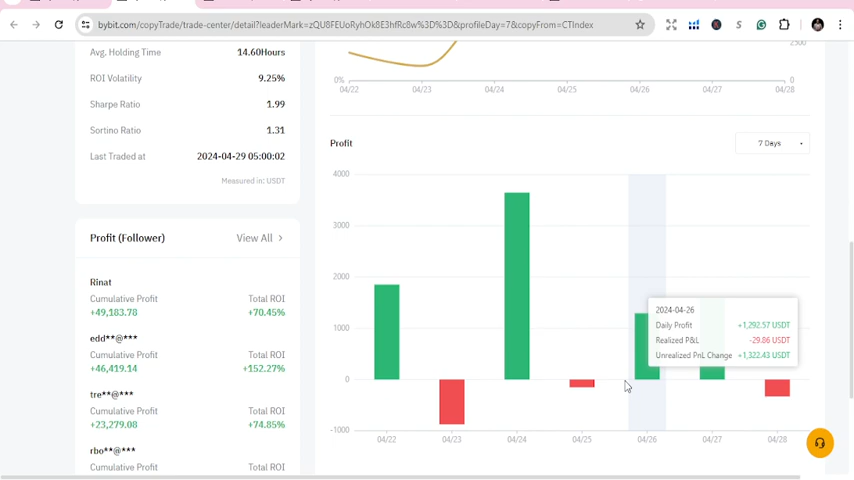 bybit.com/copyTrade/trade-center/detail?leaderMark=zQU8FEUoRyhOk8E3hfRc8w%3D%3D&profileDay=7&copyFrom=CTIndex
Avg. Holding Time 14.60Hours
ROI Volatility 9.25%
Sharpe Ratio 1.99
Sortino Ratio 1.31
Last Traded at 2024-04-29 05:00:02
Measured in: USDT
Profit (Follower) View All >
Rinat
Cumulative Profit Total ROI
+49,183.78 +70.45%
edd**@***
Cumulative Profit Total ROI
+46,419.14 +152.27%
tre**@***
Cumulative Profit Total ROI
+23,279.08 +74.85%
rbo**@***
Cumulative Profit Total ROI
2500
0% 0
04/22 04/23 04/24 04/25 04/26 04/27 04/28
Profit 7 Days
4000
3000
2000
1000
0
-1000
04/22 04/23 04/24 04/25 04/26 04/27 04/28
2024-04-26
Daily Profit +1,292.57 USDT
Realized P&L -29.86 USDT
Unrealized PnL Change +1,322.43 USDT